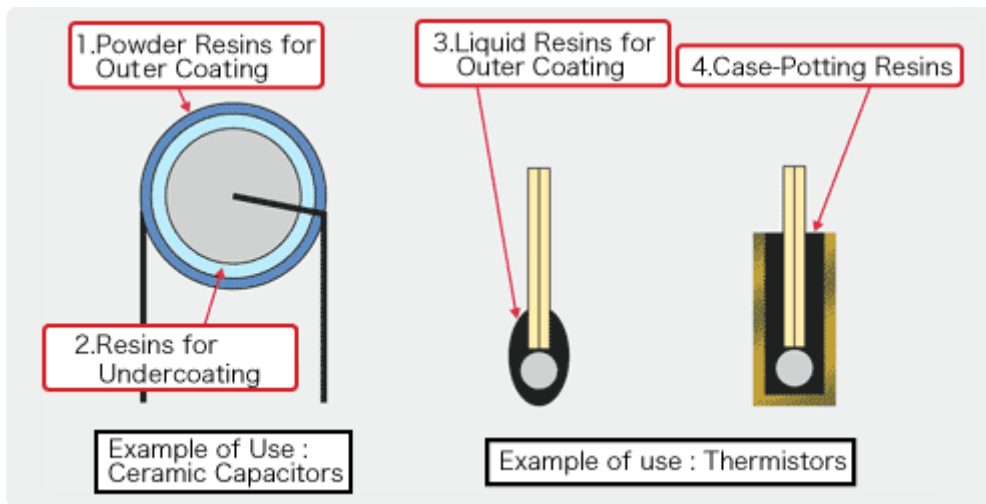 1.Powder Resins for
Outer Coating
3.Liquid Resins for
Outer Coating
4.Case-Potting Resins
2.Resins for
Undercoating
Example of Use :
Ceramic Capacitors
Example of use : Thermistors